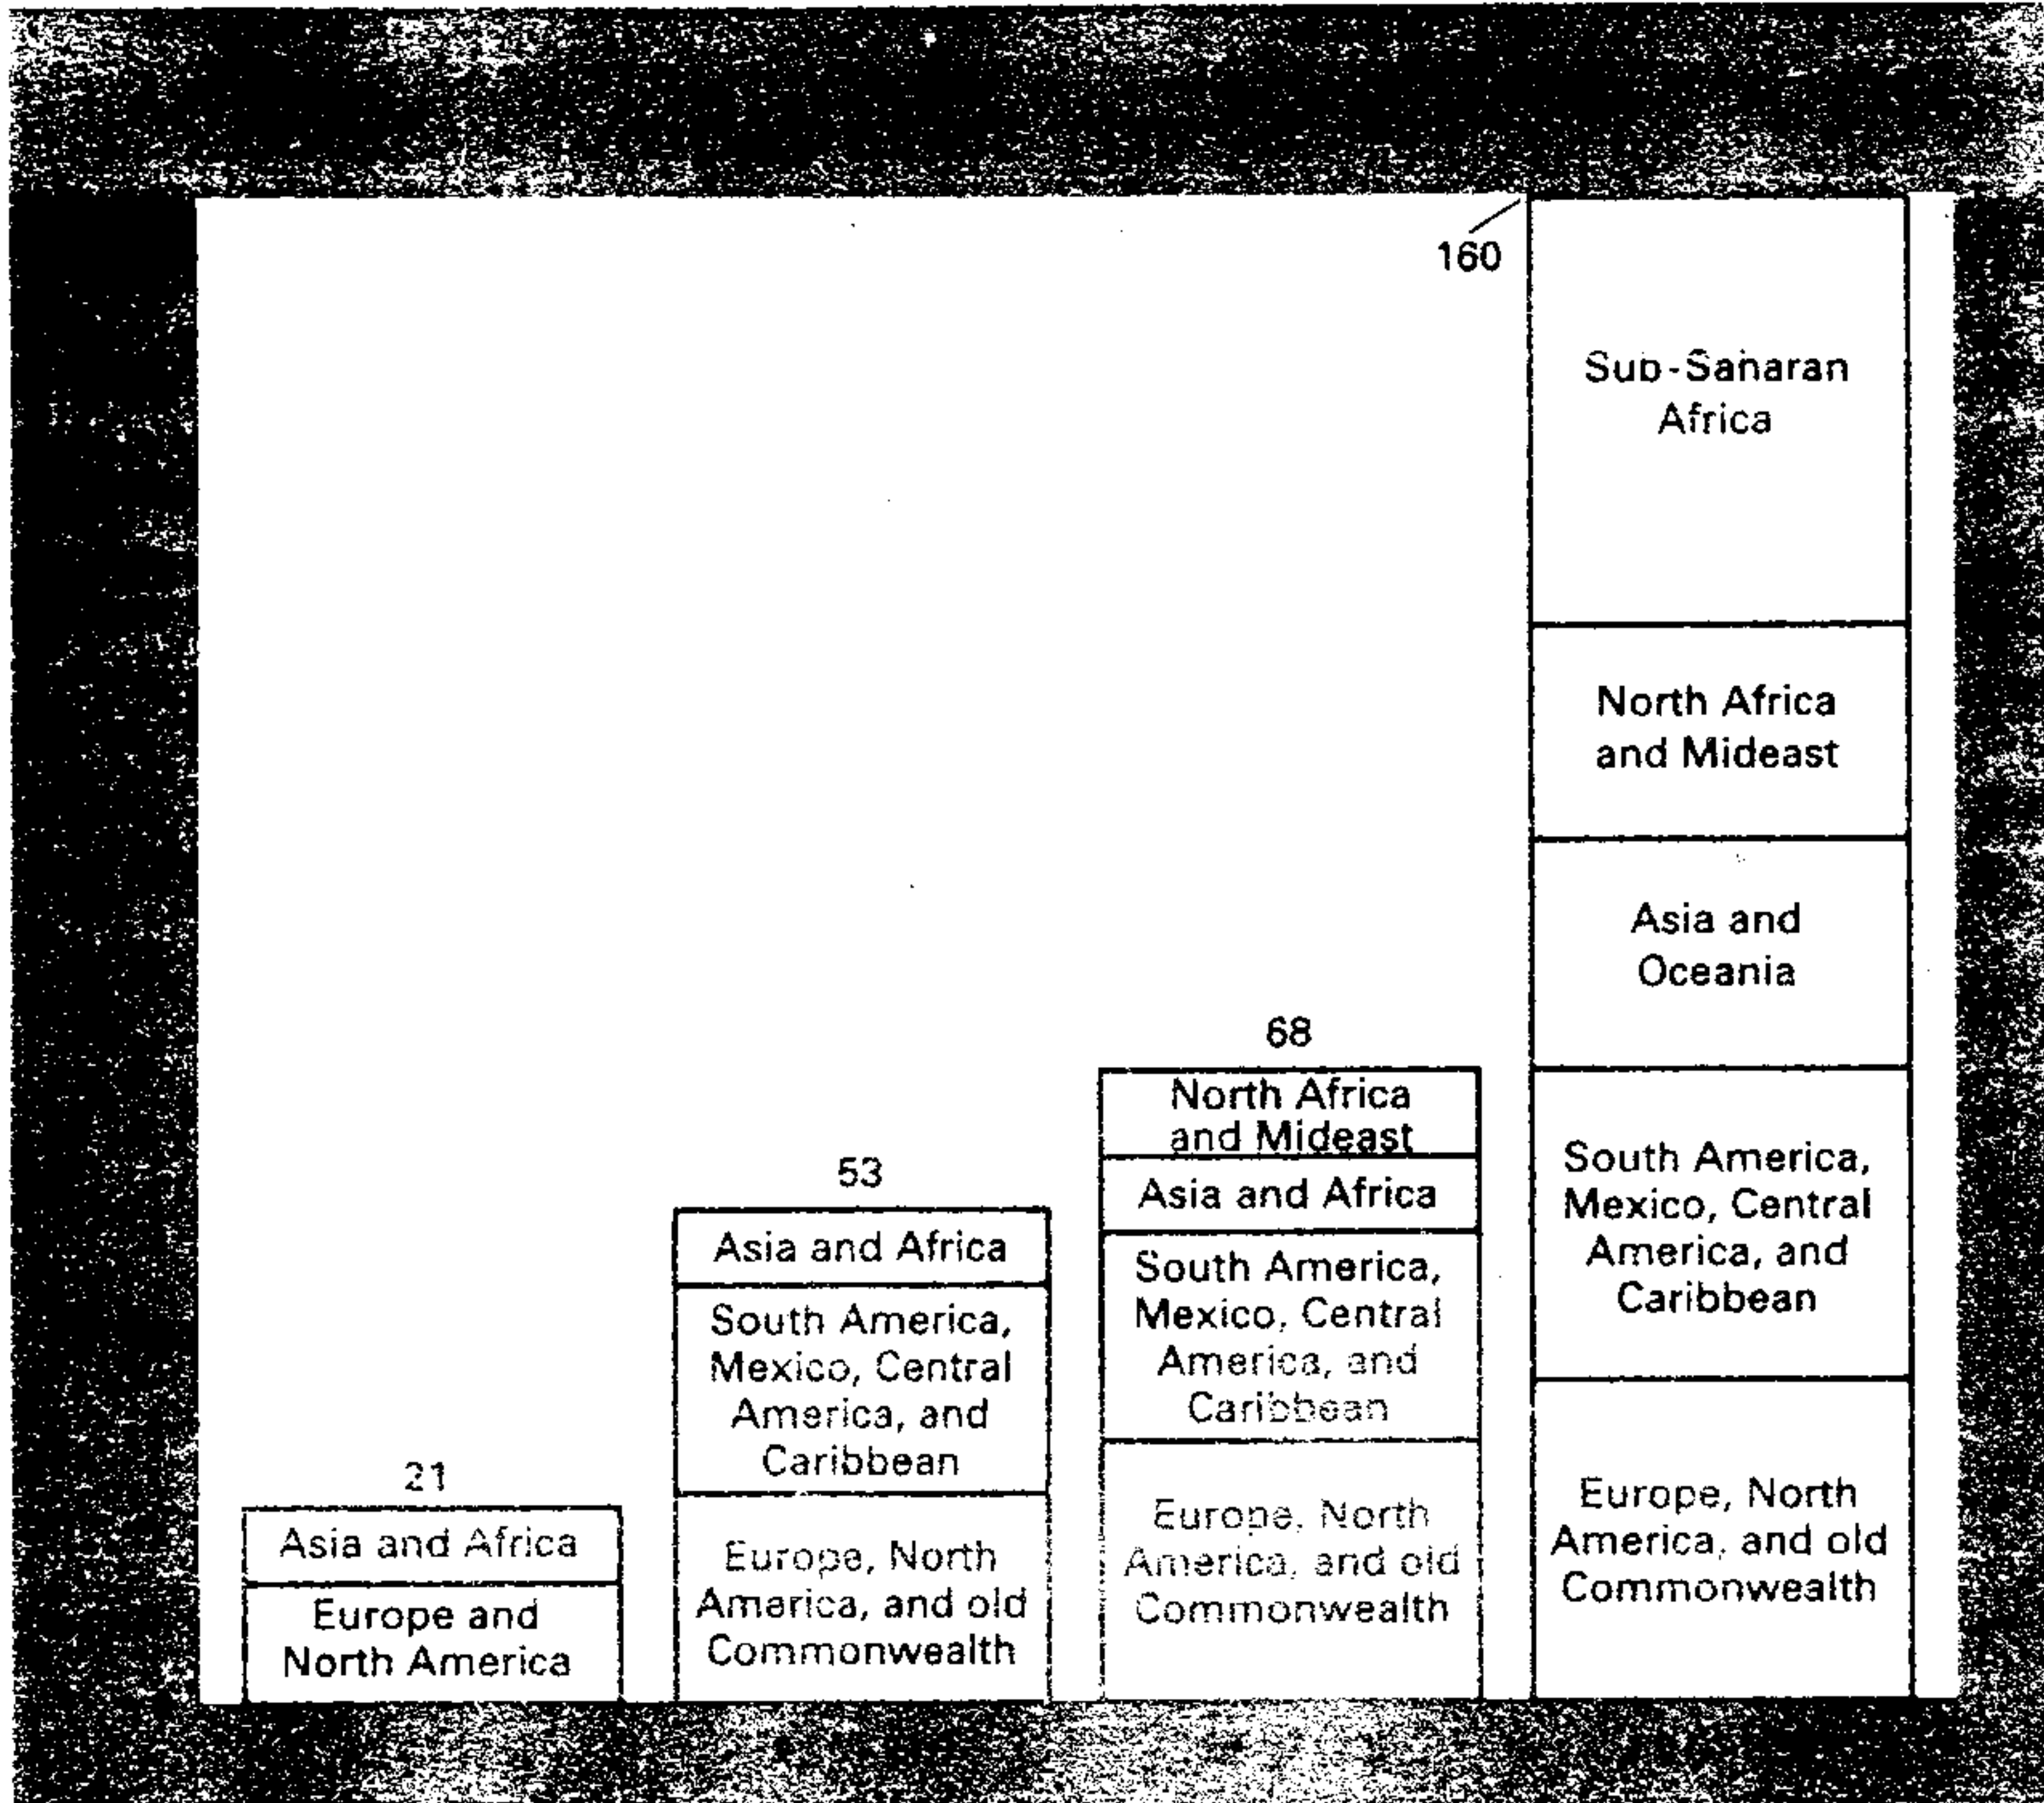 21
Asia and Africa
Europe and
North America
53
Asia and Africa
South America,
Mexico, Central
America, and
Caribbean
Europe, North
America, and old
Commonwealth
68
North Africa
and Mideast
Asia and Africa
South America,
Mexico, Central
America, and
Caribbean
Europe, North
America, and old
Commonwealth
160
Sub-Saharan
Africa
North Africa
and Mideast
Asia and
Oceania
South America,
Mexico, Central
America, and
Caribbean
Europe, North
America, and old
Commonwealth